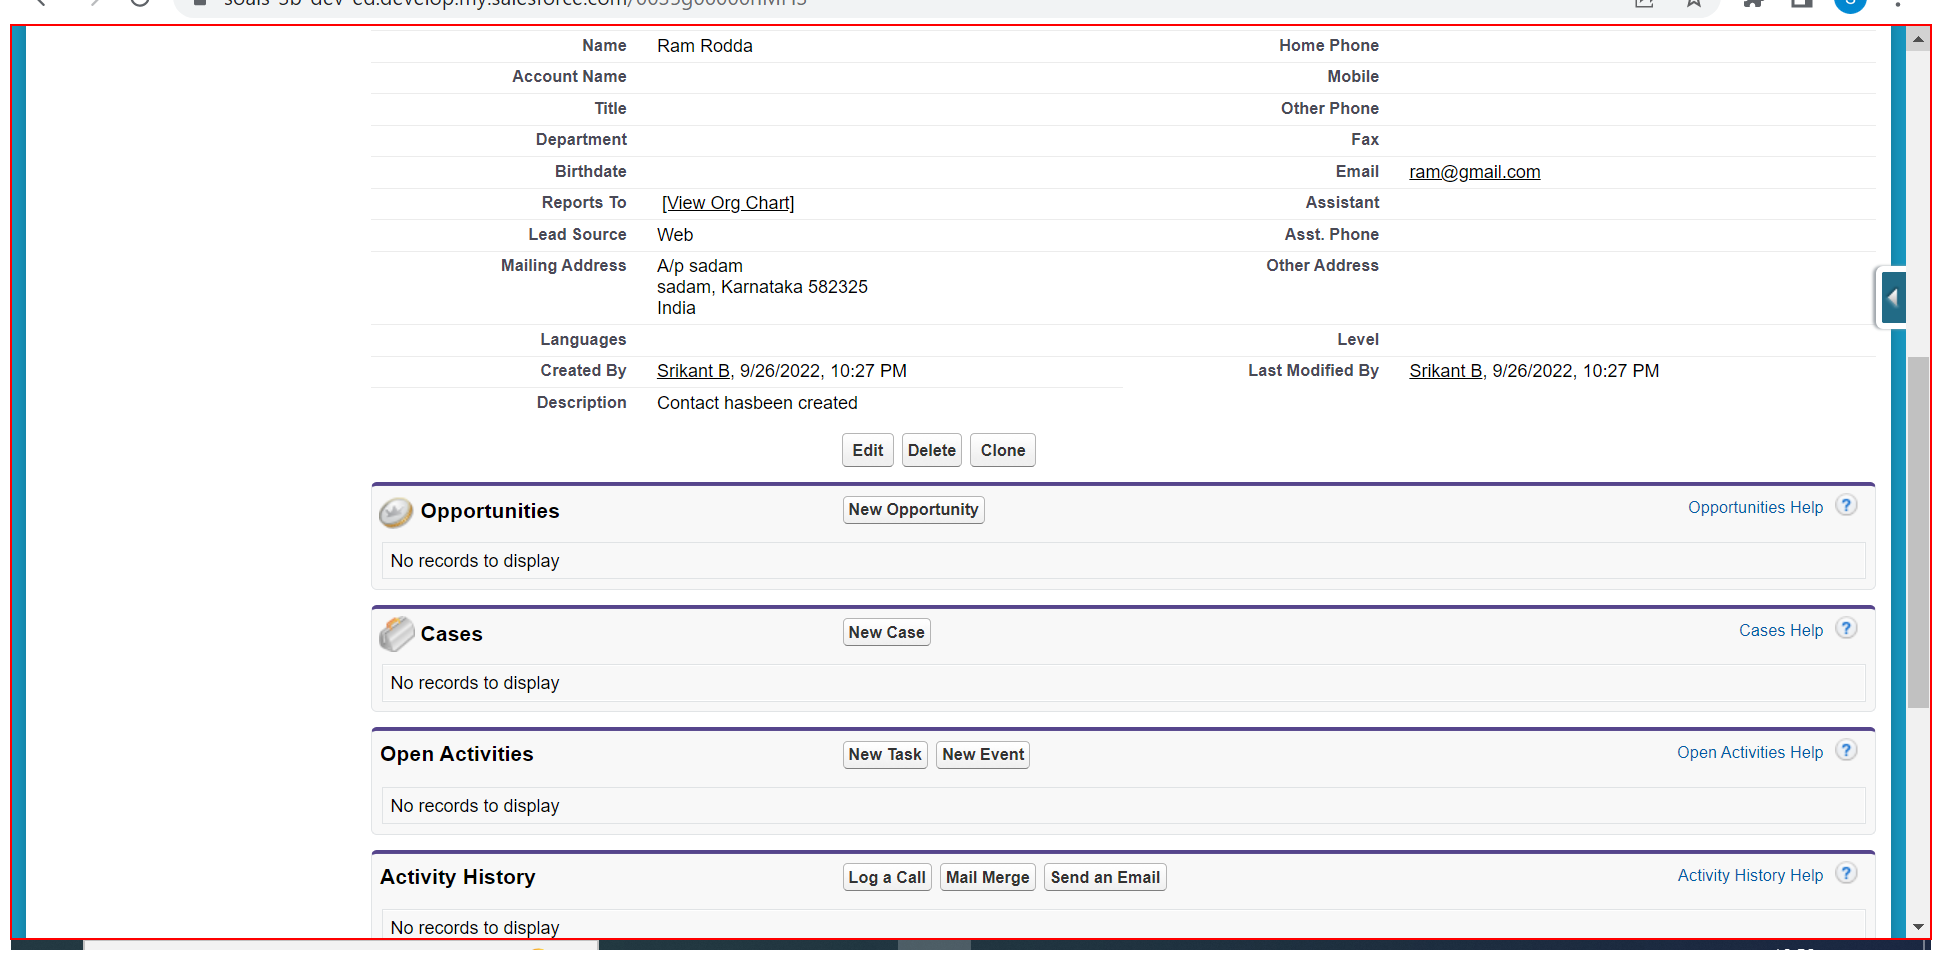 Name Ram Rodda Home Phone
Account Name Mobile
Title Other Phone
Department Fax
Birthdate Email ram@gmail.com
Reports To [View Org Chart] Assistant
Lead Source Web Asst. Phone
Mailing Address A/p sadam Other Address
sadam, Karnataka 582325
India
Languages Level
Created By Srikant B, 9/26/2022, 10:27 PM Last Modified By Srikant B, 9/26/2022, 10:27 PM
Description Contact hasbeen created
Edit Delete Clone
Opportunities New Opportunity Opportunities Help ?
No records to display
Cases New Case Cases Help ?
No records to display
Open Activities New Task New Event Open Activities Help ?
No records to display
Activity History Log a Call Mail Merge Send an Email Activity History Help ?
No records to display